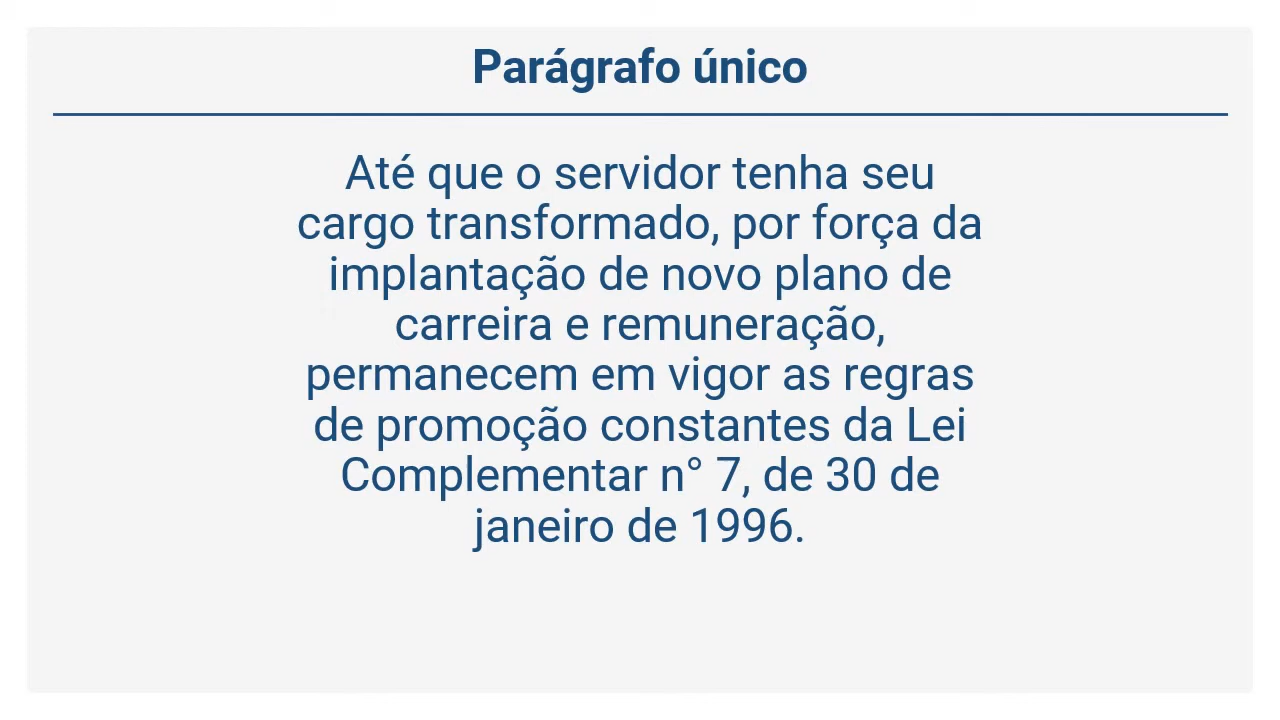 Parágrafo único
Até que o servidor tenha seu
cargo transformado, por força da
implantação de novo plano de
carreira e remuneração,
permanecem em vigor as regras
de promoção constantes da Lei
Complementar n° 7, de 30 de
janeiro de 1996.